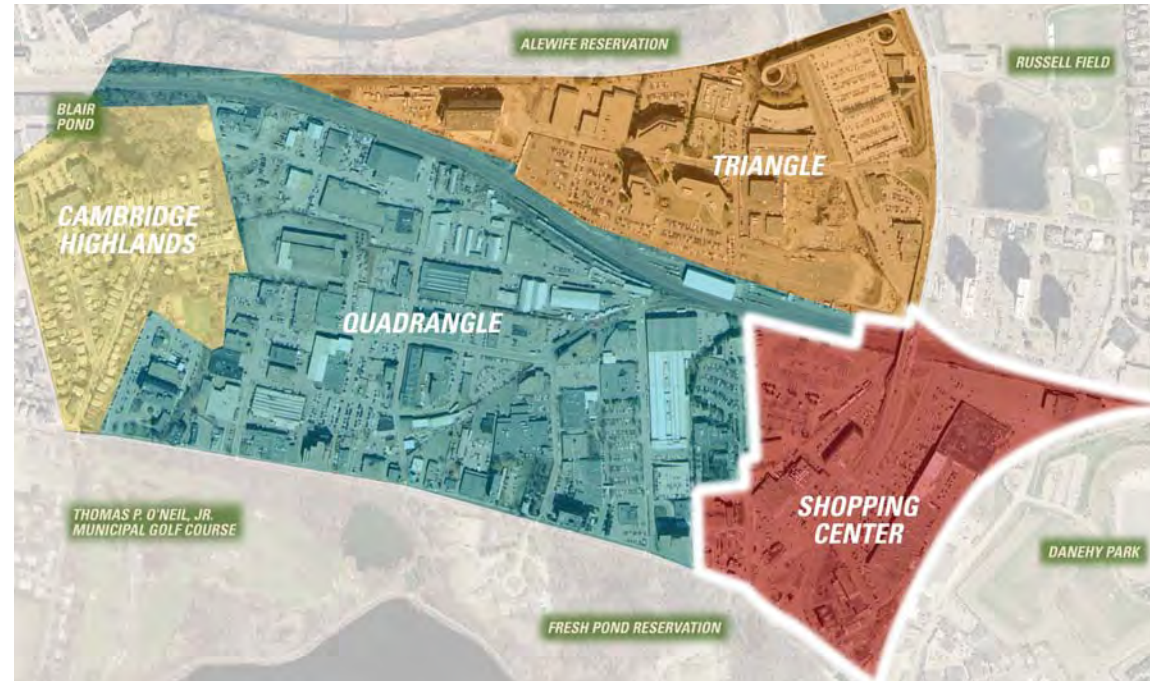 ALEWIFE RESERVATION
RUSSELL FIELD
BLAIR
POND
TRIANGLE
CAMBRIDGE
HIGHLANDS
QUADRANGLE
SHOPPING
CENTER
THOMAS P. O'NEIL, JR.
MUNICIPAL GOLF COURSE
DANEHY PARK
FRESH POND RESERVATION